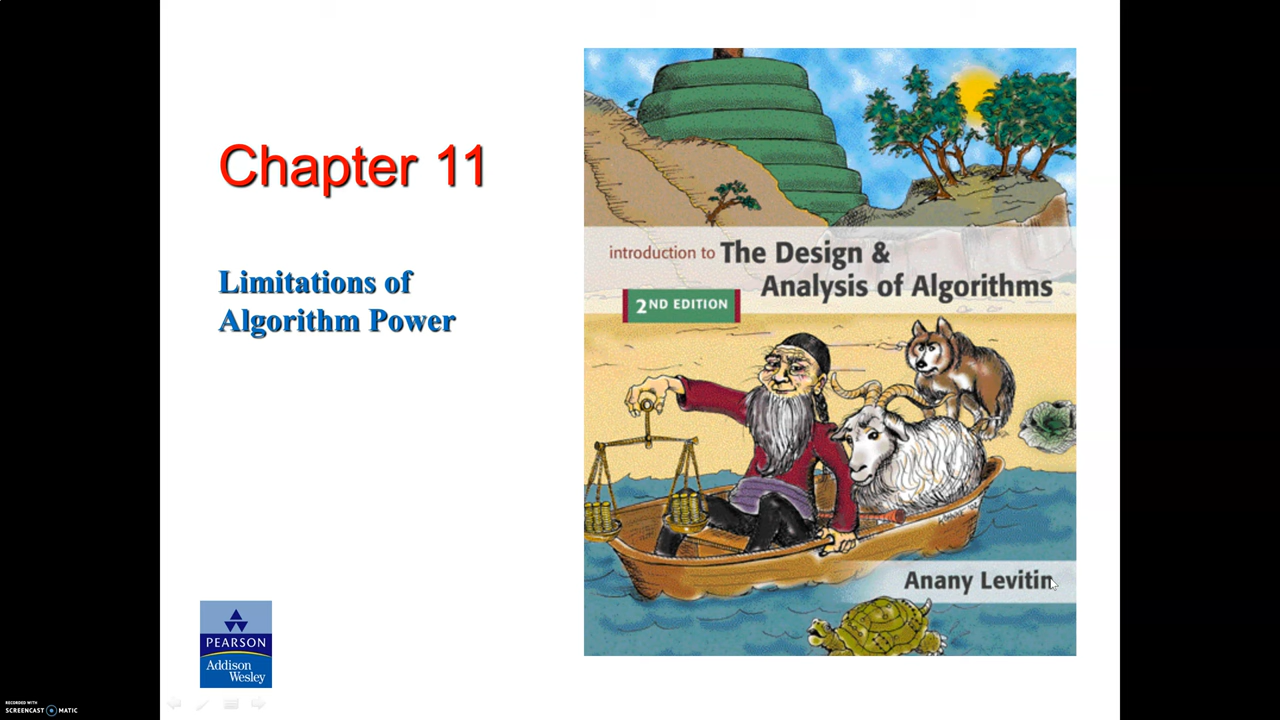 Chapter 11
Limitations of
Algorithm Power
introduction to The Design &
Analysis of Algorithms
2ND EDITION
Anany Levitin
PEARSON
Addison
Wesley
RECORDED WITH
SCREENCAST MATIC